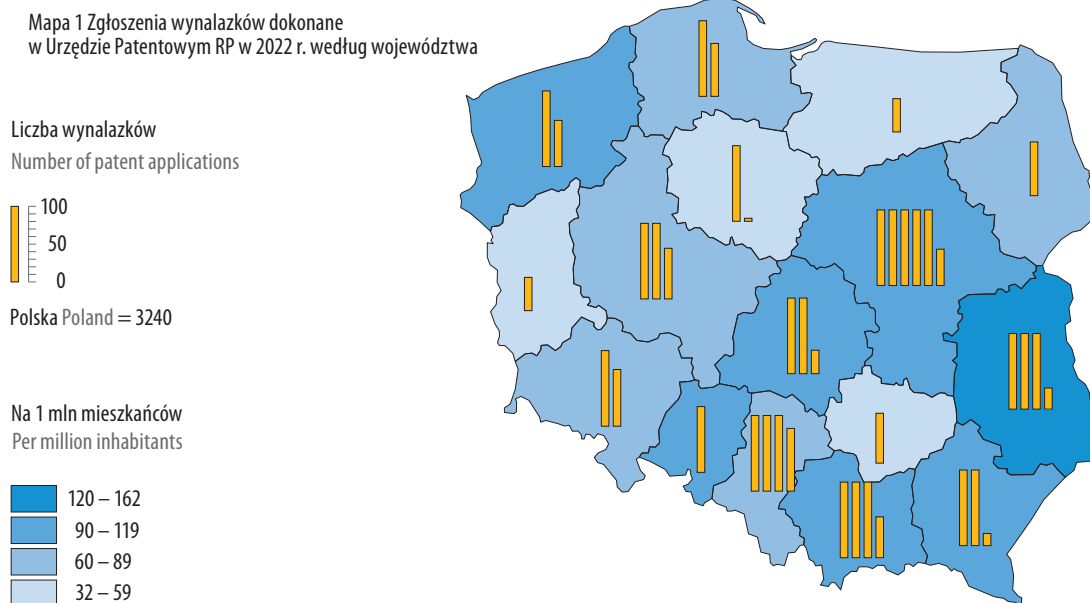 Mapa 1 Zgłoszenia wynalazków dokonane
w Urzędzie Patentowym RP w 2022 r. według województwa
Liczba wynalazków
Number of patent applications
100
50
0
Polska Poland = 3240
Na 1 mln mieszkańców
Per million inhabitants
120 – 162
90 – 119
60 – 89
32 – 59